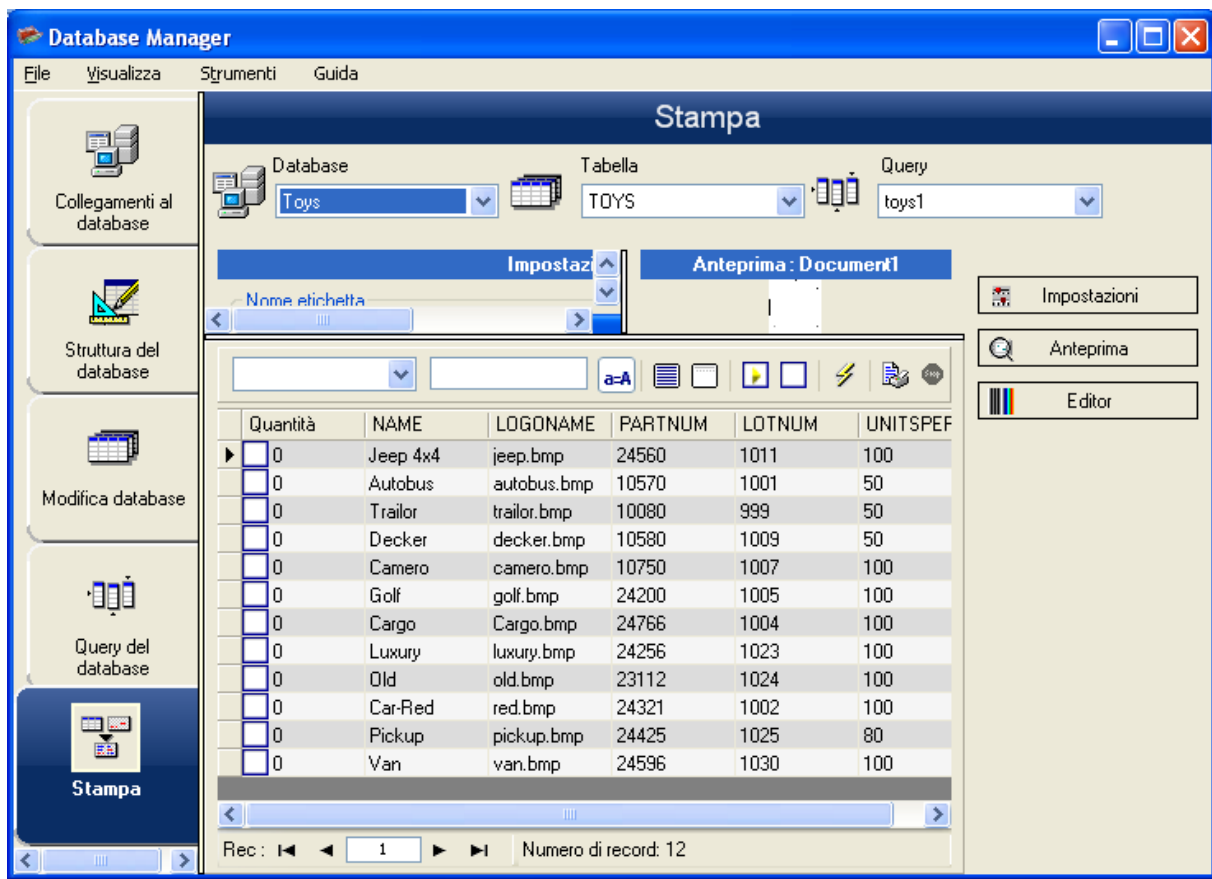 Database Manager
File Visualizza Strumenti Guida
Stampa
Collegamenti al
database
Struttura del
database
Modifica database
Query del
database
Stampa
Database Tabella Query
Toys TOYS toys1
Impostazi Anteprima : Document1
Nome etichetta
Impostazioni
Anteprima
Editor
a=A
Stop
Quantità NAME LOGONAME PARTNUM LOTNUM UNITSPER
0 Jeep 4x4 jeep.bmp 24560 1011 100
0 Autobus autobus.bmp 10570 1001 50
0 Trailor trailor.bmp 10080 999 50
0 Decker decker.bmp 10580 1009 50
0 Camero camero.bmp 10750 1007 100
0 Golf golf.bmp 24200 1005 100
0 Cargo Cargo.bmp 24766 1004 100
0 Luxury luxury.bmp 24256 1023 100
0 Old old.bmp 23112 1024 100
0 Car-Red red.bmp 24321 1002 100
0 Pickup pickup.bmp 24425 1025 80
0 Van van.bmp 24596 1030 100
Rec : 1 Numero di record: 12